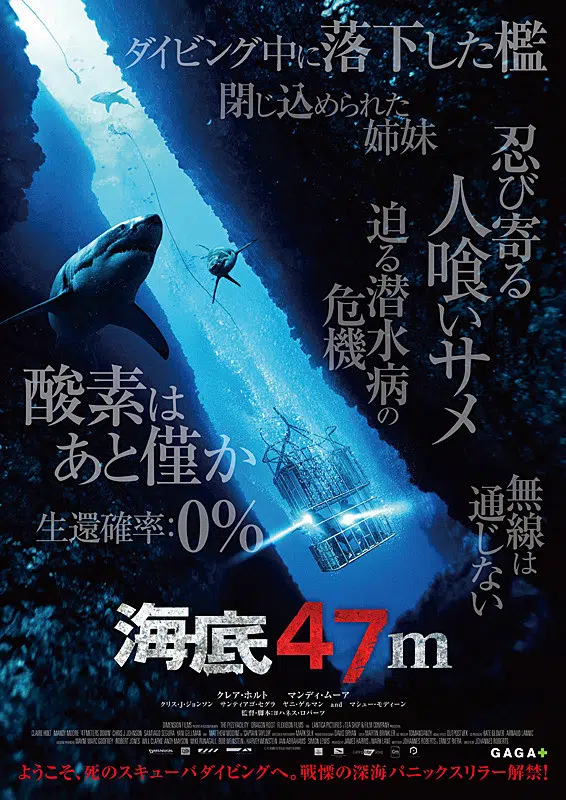 ダイビング中に落下した檻
閉じ込められた
姉妹
忍び寄る
人喰いサメ
迫る潜水病の
危機
酸素は
あと僅か
生還確率:0%
無線は
通じない
海底47m
クレア・ホルト マンディ・ムーア
クリス・J・ジョンソン サンティアゴ・セグラ ヤニ・ゲルマン and マシュー・モディーン
監督・脚本:ヨハネス・ロバーツ
GAGA+
ようこそ、死のスキューバダイビングへ。戦慄の深海パニックスリラー解禁!